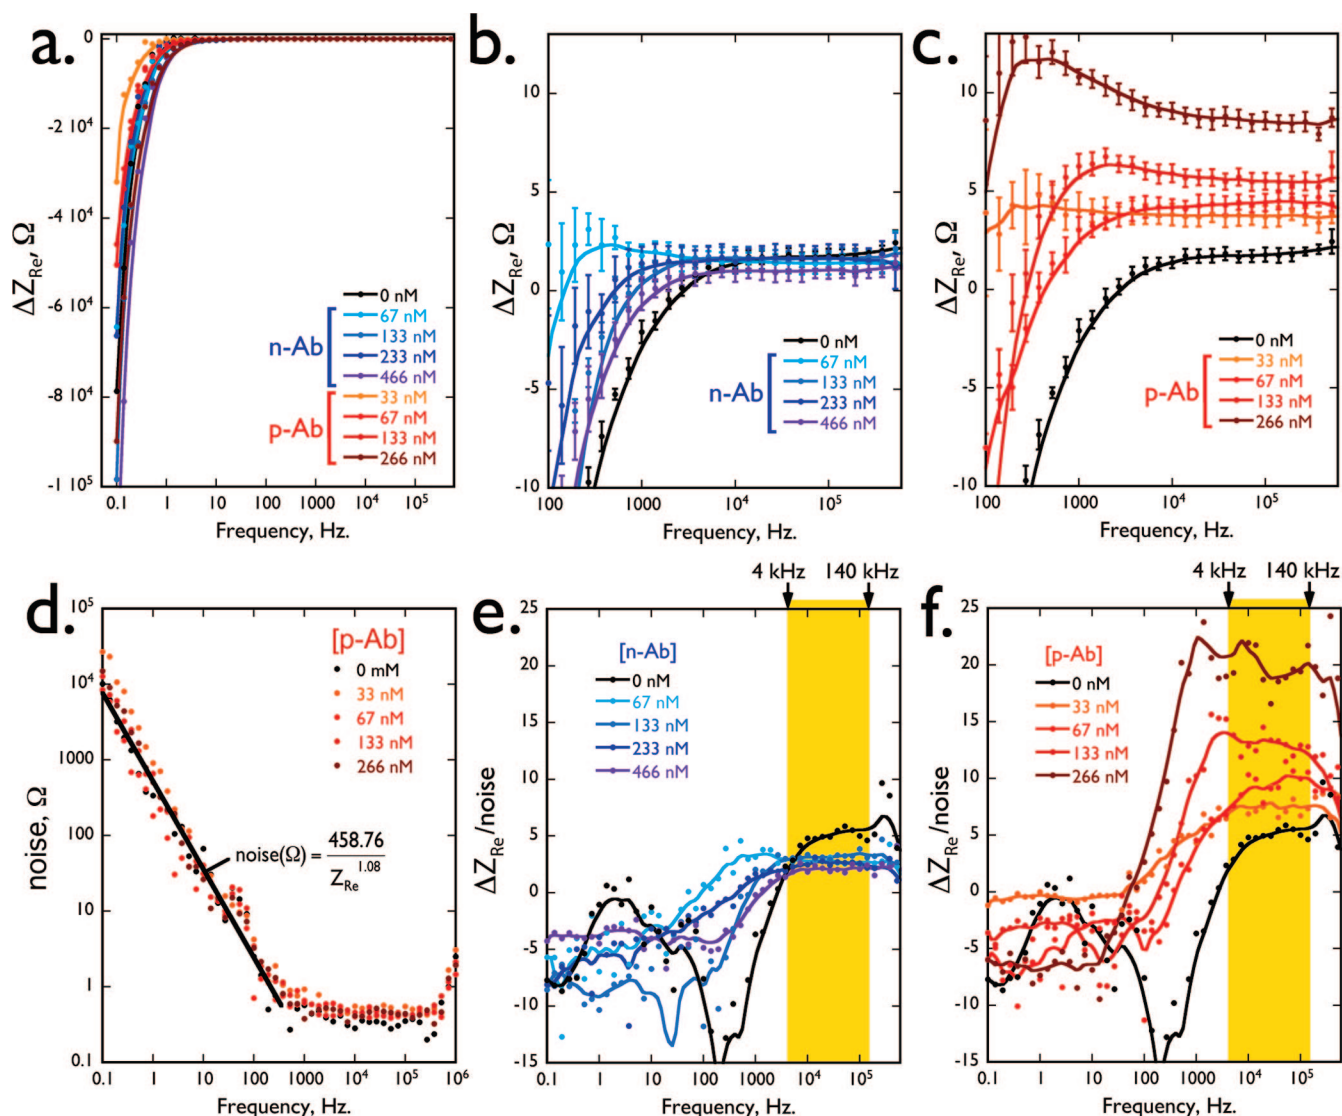 a.
0
-2 10⁴
-4 10⁴
-6 10⁴
-8 10⁴
-1 10⁵
ΔZRe, Ω
0 nM
67 nM
133 nM
233 nM
466 nM
33 nM
67 nM
133 nM
266 nM
n-Ab
p-Ab
0.1 1 10 100 1000 10⁴ 10⁵
Frequency, Hz.
b.
10
5
0
-5
-10
ΔZRe, Ω
0 nM
67 nM
133 nM
233 nM
466 nM
n-Ab
100 1000 10⁴ 10⁵
Frequency, Hz.
c.
10
5
0
-5
-10
ΔZRe, Ω
0 nM
33 nM
67 nM
133 nM
266 nM
p-Ab
100 1000 10⁴ 10⁵
Frequency, Hz.
d.
10⁵
10⁴
1000
100
10
1
0.1
noise, Ω
[p-Ab]
0 mM
33 nM
67 nM
133 nM
266 nM
noise(Ω) = 458.76 / ZRe^1.08
0.1 1 10 100 1000 10⁴ 10⁵ 10⁶
Frequency, Hz.
4 kHz 140 kHz
e.
25
20
15
10
5
0
-5
-10
-15
ΔZRe/noise
[n-Ab]
0 nM
67 nM
133 nM
233 nM
466 nM
0.1 1 10 100 1000 10⁴ 10⁵
Frequency, Hz.
4 kHz 140 kHz
f.
25
20
15
10
5
0
-5
-10
-15
ΔZRe/noise
[p-Ab]
0 nM
33 nM
67 nM
133 nM
266 nM
0.1 1 10 100 1000 10⁴ 10⁵
Frequency, Hz.